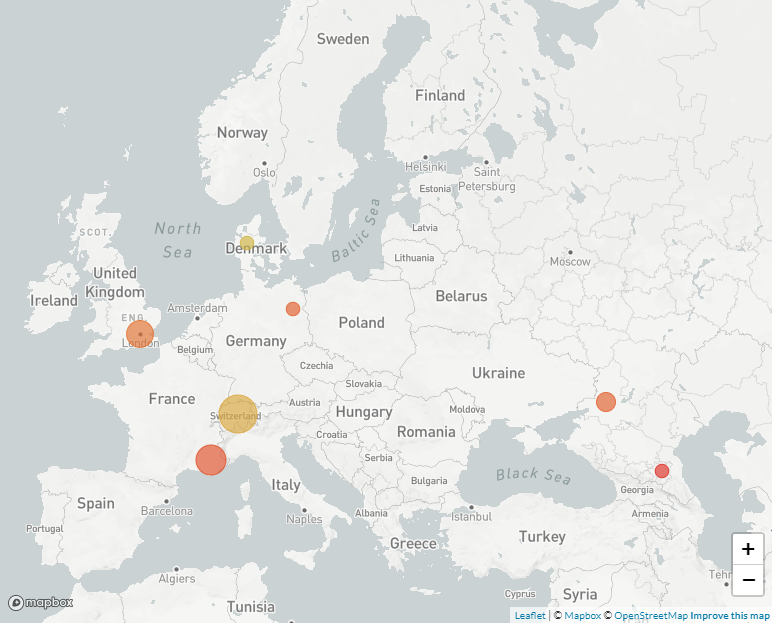 Sweden
Finland
Norway
Helsinki
Oslo
Saint
Petersburg
Estonia
North
Sea
SCOT.
Baltic Sea
Latvia
Denmark
Lithuania
Moscow
United
Kingdom
Ireland
Belarus
Amsterdam
ENG.
Poland
London
Germany
Belgium
Czechia
Ukraine
Slovakia
France
Austria
Moldova
Switzerland
Hungary
Croatia
Romania
Serbia
Black Sea
Bulgaria
Italy
Georgia
Spain
Barcelona
Albania
Armenia
Naples
Istanbul
Portugal
Greece
Turkey
+
−
Algiers
Tehr
Cyprus
Syria
Tunisia
mapbox
Leaflet | © Mapbox © OpenStreetMap Improve this map